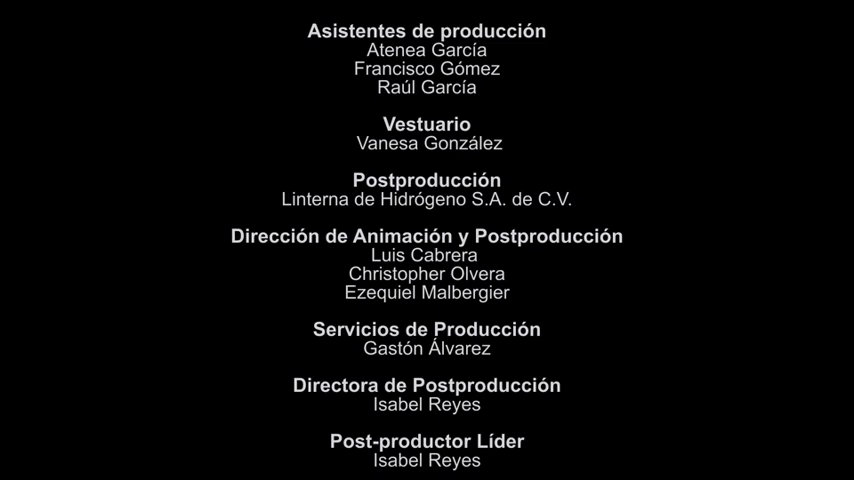 Asistentes de producción
Atenea García
Francisco Gómez
Raúl García
Vestuario
Vanesa González
Postproducción
Linterna de Hidrógeno S.A. de C.V.
Dirección de Animación y Postproducción
Luis Cabrera
Christopher Olvera
Ezequiel Malbergier
Servicios de Producción
Gastón Álvarez
Directora de Postproducción
Isabel Reyes
Post-productor Líder
Isabel Reyes